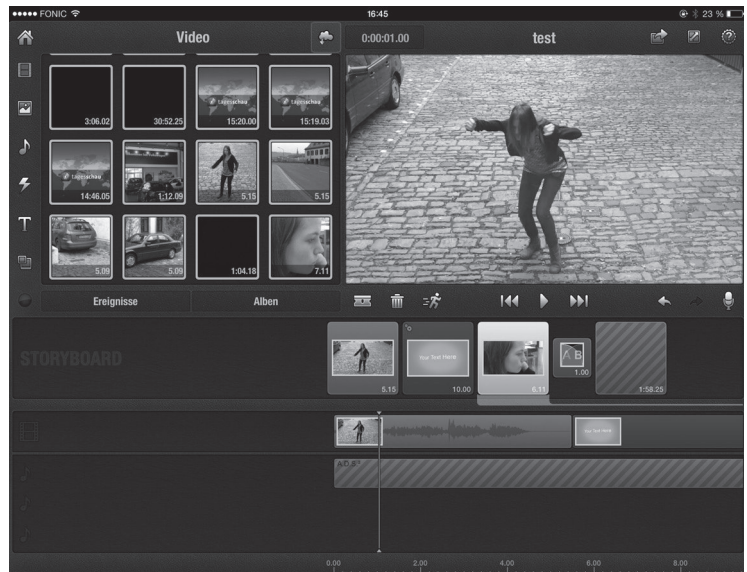 FONIC 16:45 23 %
Video 0:00:01.00 test
3:06.02 30:52.25 15:20.00 15:19.03
tagesschau tagesschau
tagesschau
14:46.05 1:12.09 5.15 5.15
5.09 5.09 1:04.18 7.11
Ereignisse Alben
STORYBOARD
Your Text Here
A B
5.15 10.00 6.11 1.00 1:58.25
Your Text Here
0.00 2.00 4.00 6.00 8.00